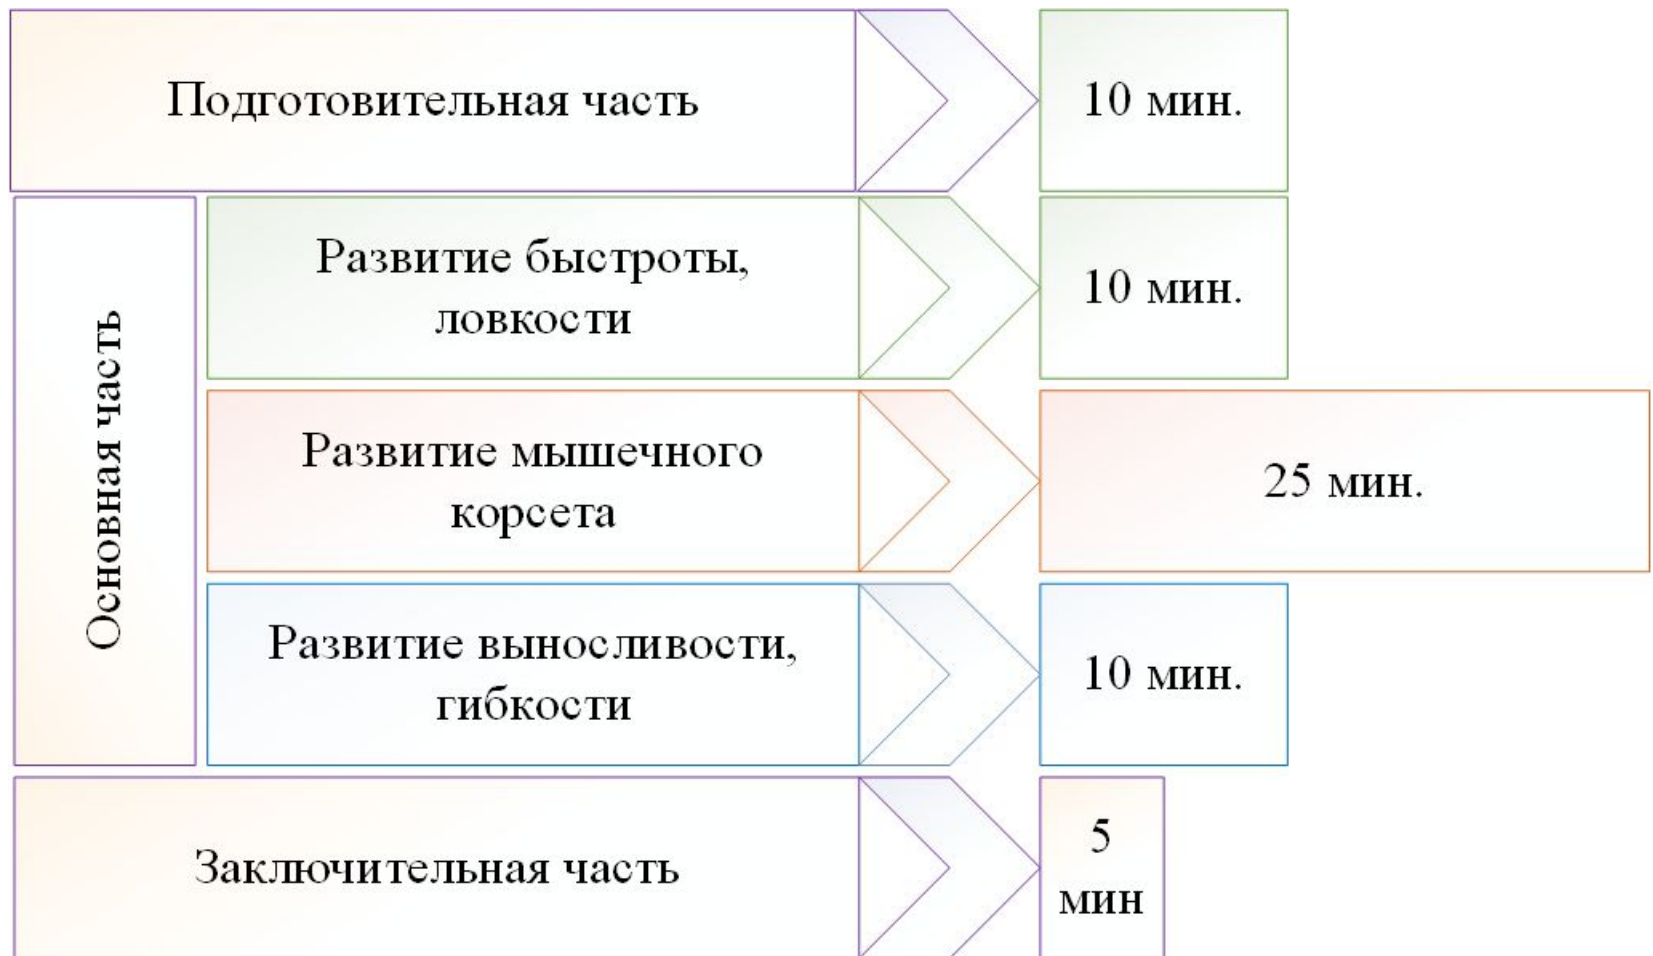 Подготовительная часть
10 мин.
Основная часть
Развитие быстроты,
ловкости
10 мин.
Развитие мышечного
корсета
25 мин.
Развитие выносливости,
гибкости
10 мин.
Заключительная часть
5
мин